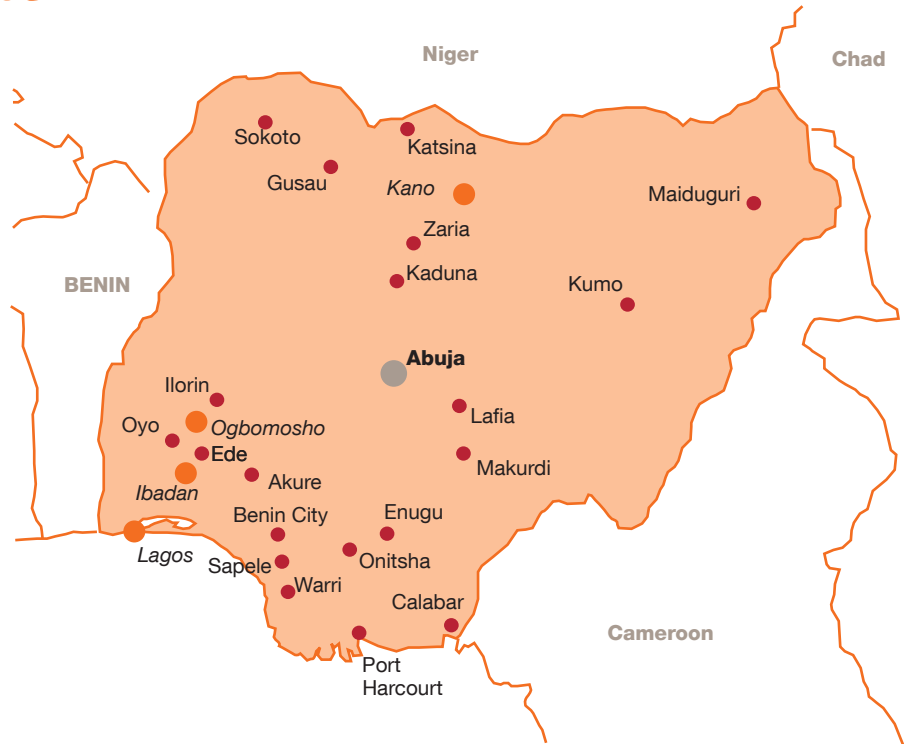 Niger
Chad
Sokoto
Katsina
Gusau
Kano
Maiduguri
Zaria
Kaduna
BENIN
Kumo
Abuja
Ilorin
Lafia
Oyo
Ogbomosho
Ede
Makurdi
Akure
Ibadan
Benin City
Enugu
Lagos
Sapele
Onitsha
Warri
Calabar
Cameroon
Port
Harcourt